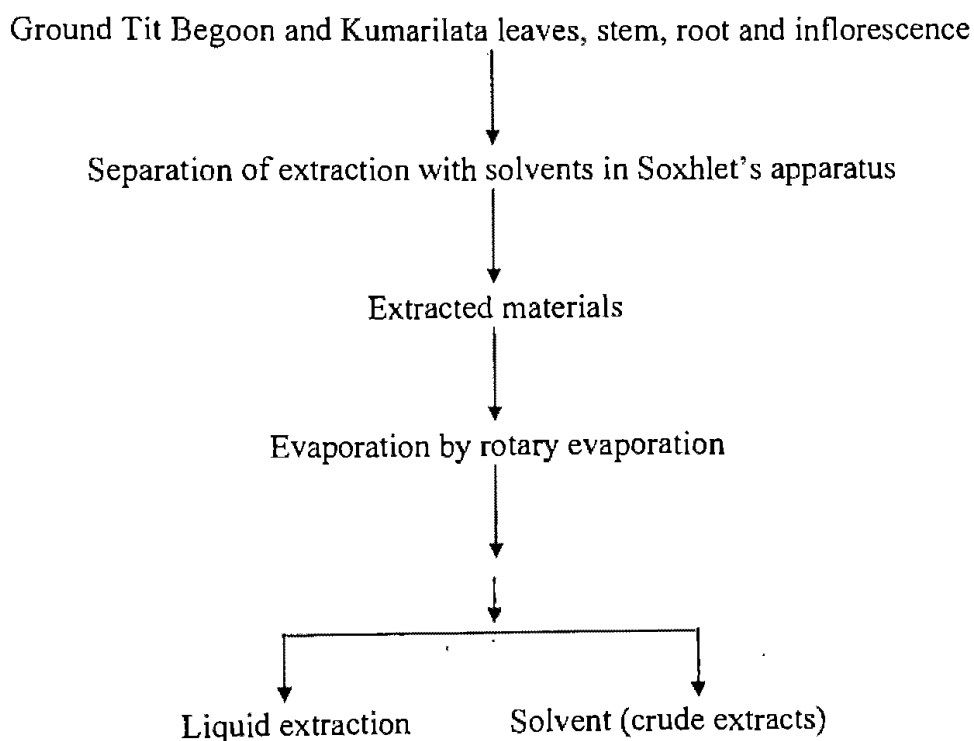 Ground Tit Begoon and Kumarilata leaves, stem, root and inflorescence
Separation of extraction with solvents in Soxhlet's apparatus
Extracted materials
Evaporation by rotary evaporation
Liquid extraction
Solvent (crude extracts)